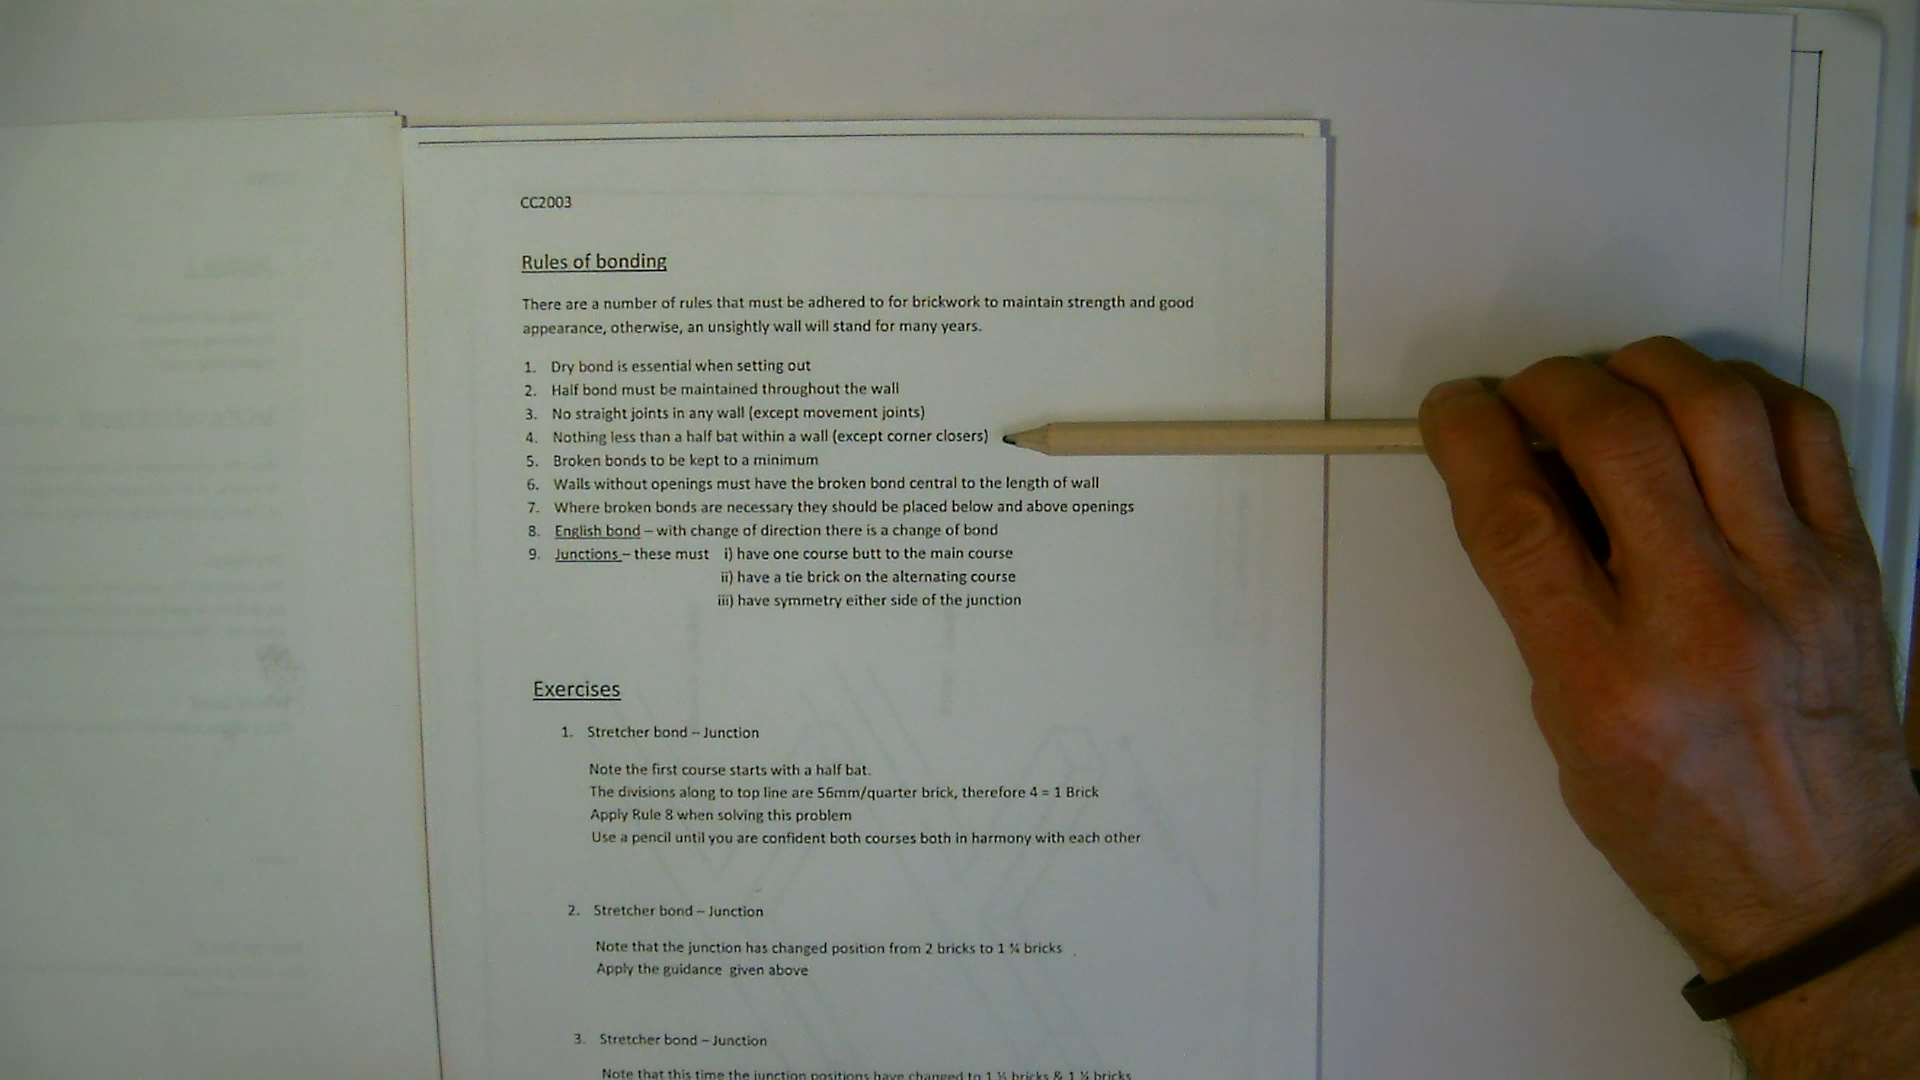 CC2003
Rules of bonding
There are a number of rules that must be adhered to for brickwork to maintain strength and good
appearance, otherwise, an unsightly wall will stand for many years.
1. Dry bond is essential when setting out
2. Half bond must be maintained throughout the wall
3. No straight joints in any wall (except movement joints)
4. Nothing less than a half bat within a wall (except corner closers)
5. Broken bonds to be kept to a minimum
6. Walls without openings must have the broken bond central to the length of wall
7. Where broken bonds are necessary they should be placed below and above openings
8. English bond – with change of direction there is a change of bond
9. Junctions – these must i) have one course butt to the main course
ii) have a tie brick on the alternating course
iii) have symmetry either side of the junction
Exercises
1. Stretcher bond – Junction
Note the first course starts with a half bat.
The divisions along to top line are 56mm/quarter brick, therefore 4 = 1 Brick
Apply Rule 8 when solving this problem
Use a pencil until you are confident both courses both in harmony with each other
2. Stretcher bond – Junction
Note that the junction has changed position from 2 bricks to 1 ¾ bricks
Apply the guidance given above
3. Stretcher bond – Junction
Note that this time the junction positions have changed to 1 bricks & 1 bricks